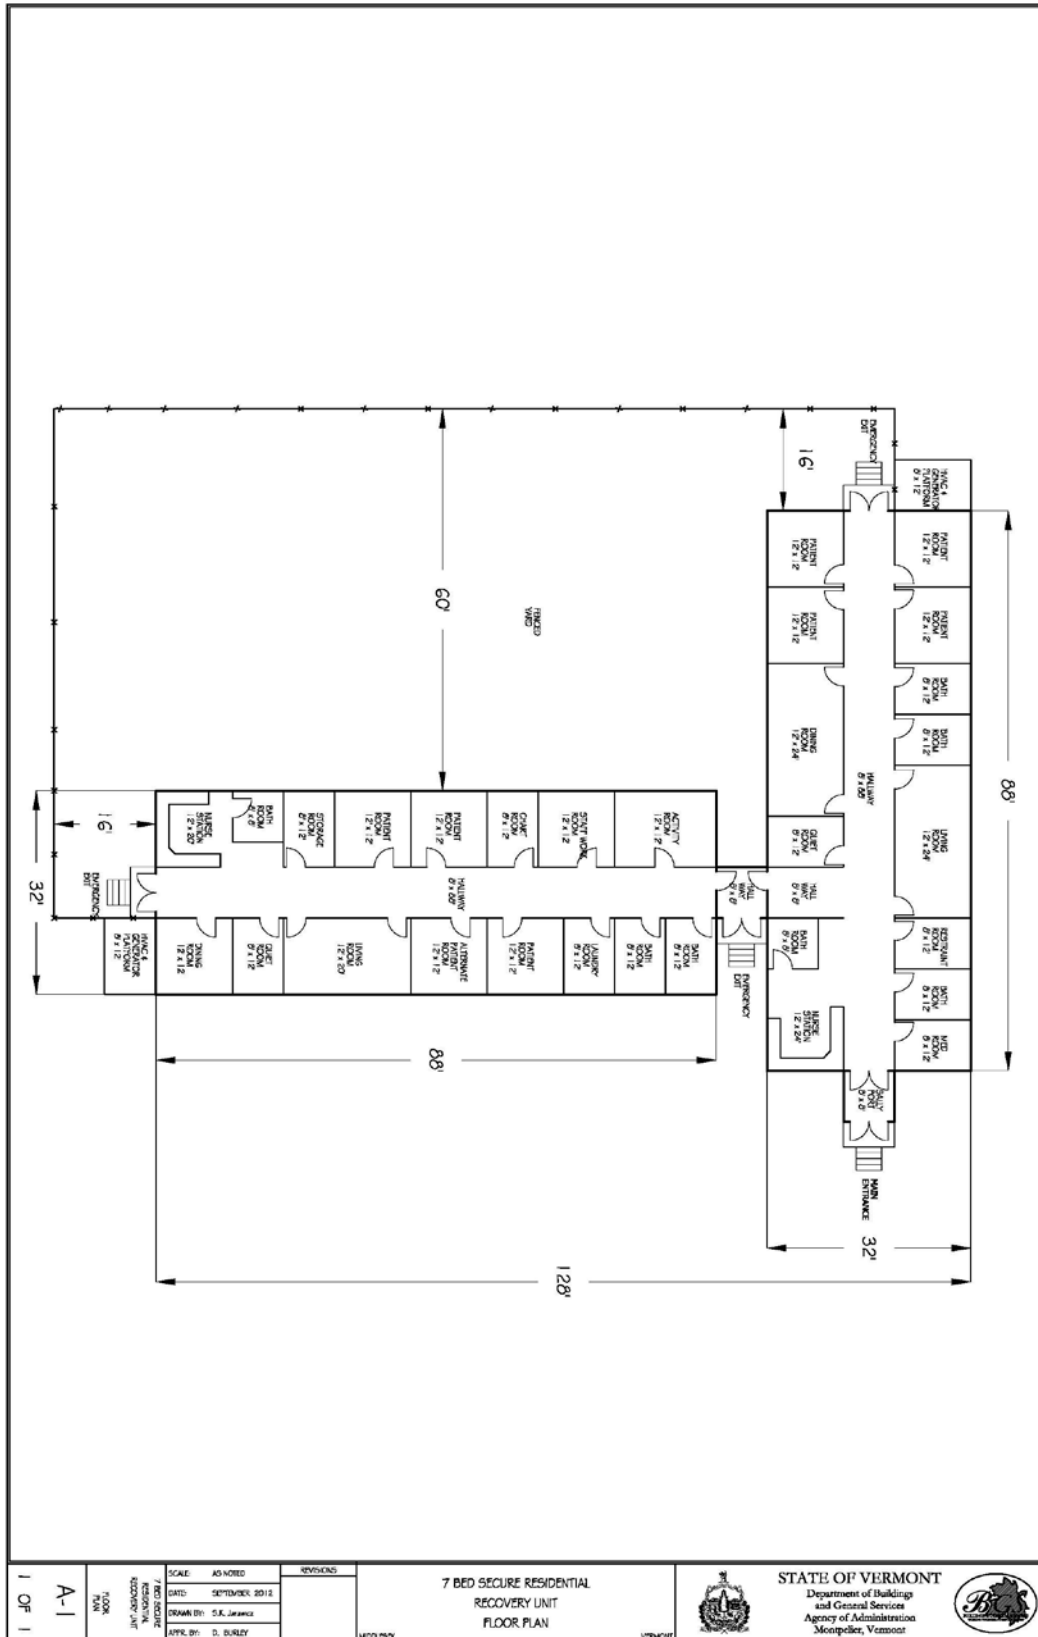 EMERGENCY
EXIT
HVAC &
GENERATOR
PLATFORM
8' x 12'
16'
PATIENT
ROOM
12' x 12'
PATIENT
ROOM
12' x 12'
60'
FENCED
YARD
PATIENT
ROOM
12' x 12'
PATIENT
ROOM
12' x 12'
BATH
ROOM
8' x 12'
DINING
ROOM
12' x 24'
BATH
ROOM
8' x 12'
HALLWAY
8' x 88'
88'
LIVING
ROOM
12' x 24'
QUIET
ROOM
8' x 12'
16'
32'
NURSE
STATION
12' x 20'
BATH
ROOM
8' x 8'
STORAGE
ROOM
8' x 12'
PATIENT
ROOM
12' x 12'
PATIENT
ROOM
12' x 12'
CHART
ROOM
8' x 12'
STAFF WORK
ROOM
12' x 12'
ACTIVITY
ROOM
12' x 12'
EMERGENCY
EXIT
HALLWAY
8' x 88'
HALL
WAY
8' x 8'
HALL
WAY
8' x 8'
HVAC &
GENERATOR
PLATFORM
8' x 12'
DINING
ROOM
12' x 12'
QUIET
ROOM
8' x 12'
LIVING
ROOM
12' x 20'
ALTERNATE
PATIENT
ROOM
12' x 12'
PATIENT
ROOM
12' x 12'
LAUNDRY
ROOM
8' x 12'
BATH
ROOM
8' x 12'
BATH
ROOM
8' x 12'
EMERGENCY
EXIT
BATH
ROOM
8' x 8'
RESTRAINT
ROOM
8' x 12'
BATH
ROOM
8' x 12'
NURSE
STATION
12' x 24'
MED
ROOM
8' x 12'
88'
SALLY
PORT
8' x 8'
MAIN
ENTRANCE
32'
128'
1 OF 1
A-1
FLOOR
PLAN
7 BED SECURE
RESIDENTIAL
RECOVERY UNIT
SCALE: AS NOTED
DATE: SEPTEMBER 2012
DRAWN BY: S.K.
APPR. BY: D. BURLEY
REVISIONS
7 BED SECURE RESIDENTIAL
RECOVERY UNIT
FLOOR PLAN
VERMONT
STATE OF VERMONT
Department of Buildings
and General Services
Agency of Administration
Montpelier, Vermont
BGS